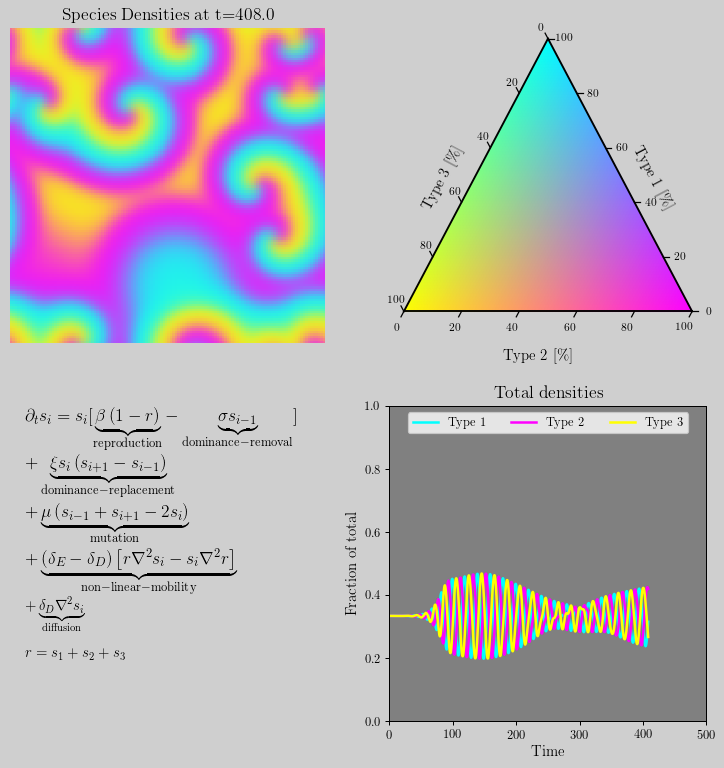 Species Densities at t=408.0
0
100
20
80
40
60
Type 3 [%]
Type 1 [%]
60
40
80
20
100
0
0 20 40 60 80 100
Type 2 [%]
∂ₜsᵢ = sᵢ[β(1 − r) − σsᵢ₋₁ ]
reproduction dominance−removal
+ ξsᵢ(sᵢ₊₁ − sᵢ₋₁)
dominance−replacement
+ μ(sᵢ₋₁ + sᵢ₊₁ − 2sᵢ)
mutation
+ (δ_E − δ_D)[r∇²sᵢ − sᵢ∇²r]
non−linear−mobility
+ δ_D∇²sᵢ
diffusion
r = s₁ + s₂ + s₃
Total densities
Type 1 Type 2 Type 3
1.0
0.8
0.6
0.4
0.2
0.0
Fraction of total
0 100 200 300 400 500
Time